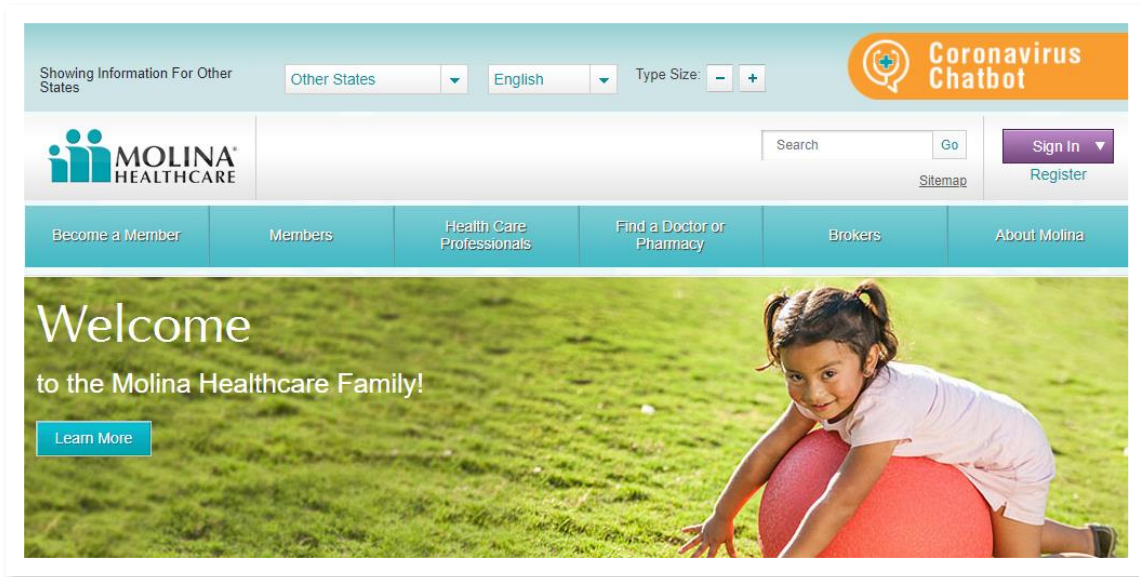 Showing Information For Other
States
Other States
English
Type Size: - +
Coronavirus
Chatbot
MOLINA®
HEALTHCARE
Search
Go
Sitemap
Sign In ▼
Register
Become a Member
Members
Health Care
Professionals
Find a Doctor or
Pharmacy
Brokers
About Molina
Welcome
to the Molina Healthcare Family!
Learn More